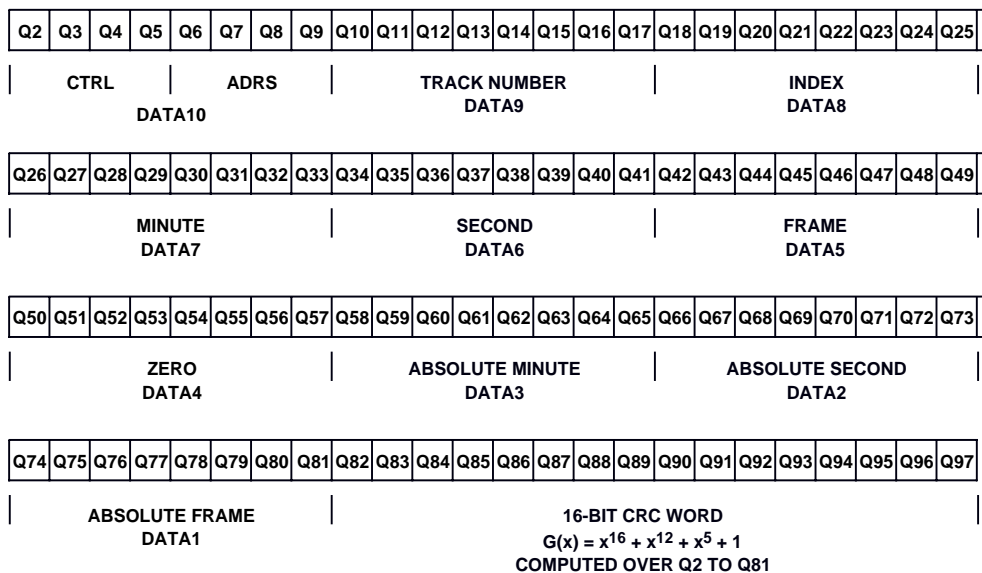 Q2 Q3 Q4 Q5 Q6 Q7 Q8 Q9 Q10 Q11 Q12 Q13 Q14 Q15 Q16 Q17 Q18 Q19 Q20 Q21 Q22 Q23 Q24 Q25
CTRL ADRS TRACK NUMBER INDEX
DATA10 DATA9 DATA8
Q26 Q27 Q28 Q29 Q30 Q31 Q32 Q33 Q34 Q35 Q36 Q37 Q38 Q39 Q40 Q41 Q42 Q43 Q44 Q45 Q46 Q47 Q48 Q49
MINUTE SECOND FRAME
DATA7 DATA6 DATA5
Q50 Q51 Q52 Q53 Q54 Q55 Q56 Q57 Q58 Q59 Q60 Q61 Q62 Q63 Q64 Q65 Q66 Q67 Q68 Q69 Q70 Q71 Q72 Q73
ZERO ABSOLUTE MINUTE ABSOLUTE SECOND
DATA4 DATA3 DATA2
Q74 Q75 Q76 Q77 Q78 Q79 Q80 Q81 Q82 Q83 Q84 Q85 Q86 Q87 Q88 Q89 Q90 Q91 Q92 Q93 Q94 Q95 Q96 Q97
ABSOLUTE FRAME 16-BIT CRC WORD
DATA1 G(x) = x^16 + x^12 + x^5 + 1
COMPUTED OVER Q2 TO Q81